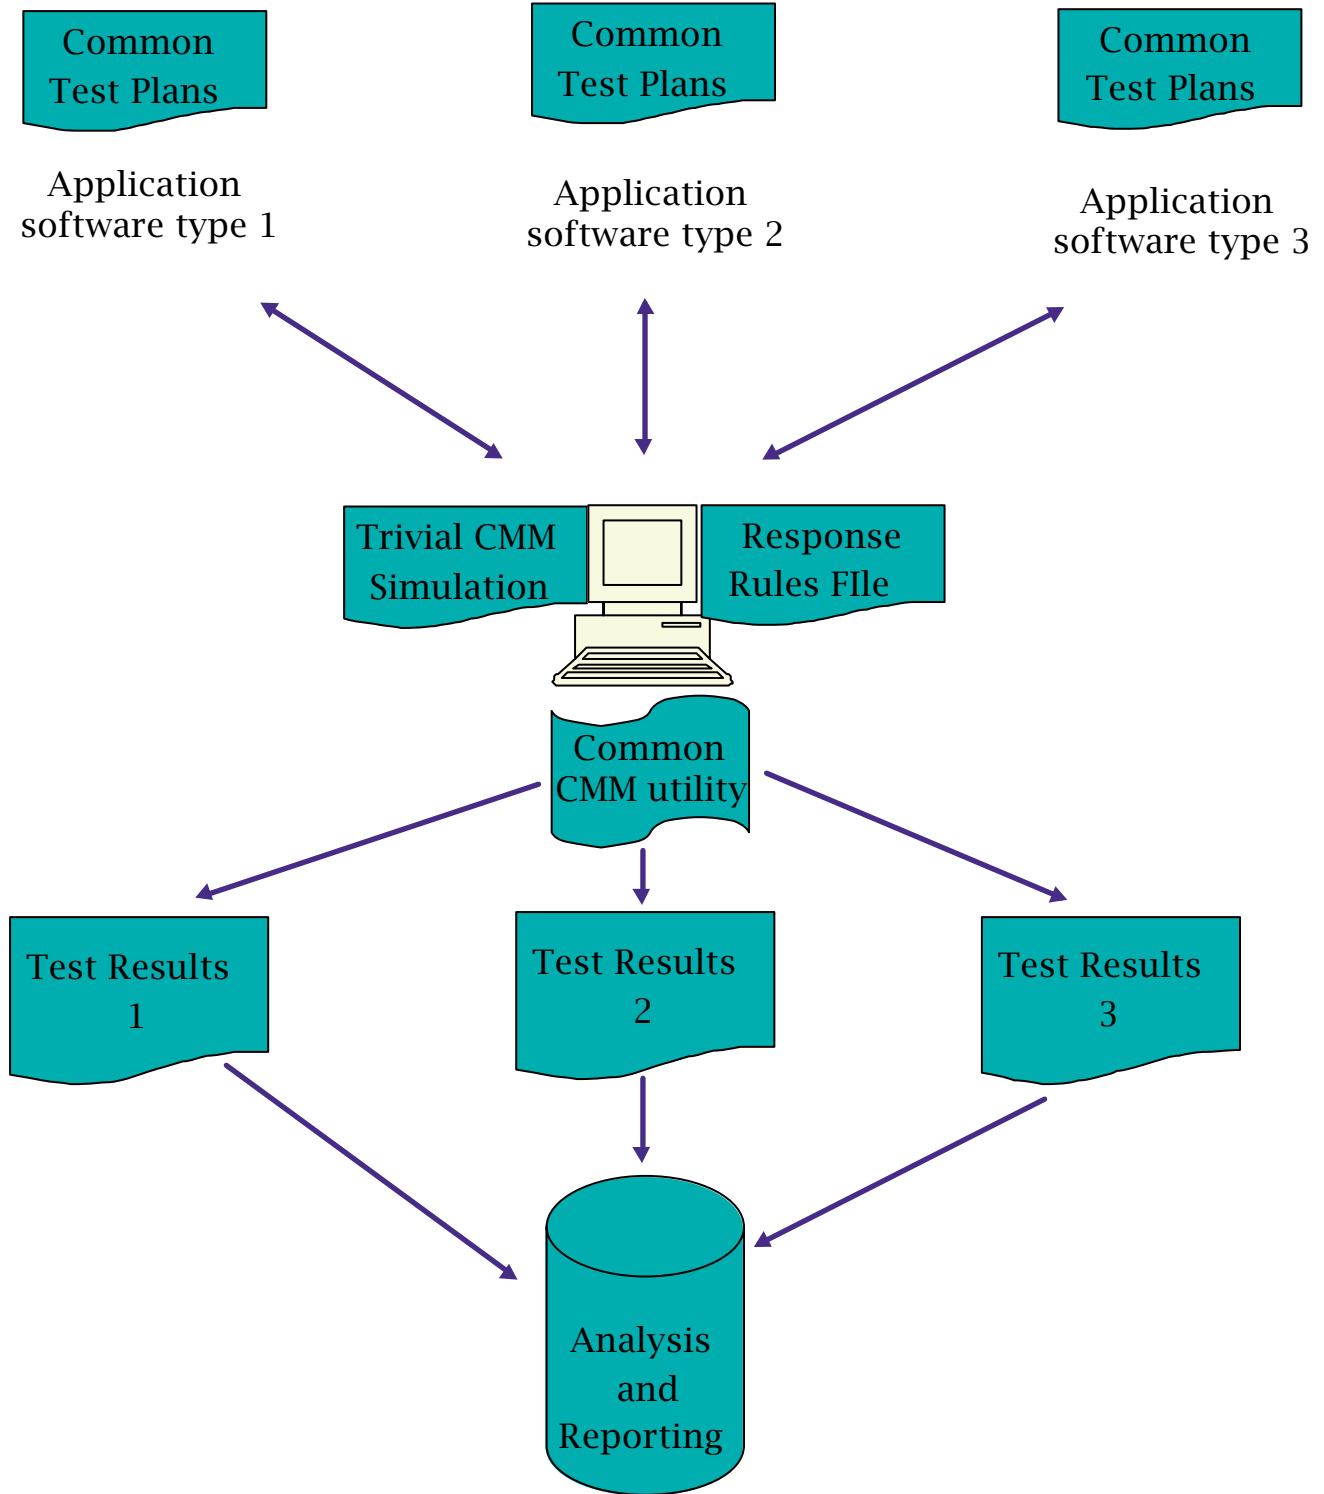 Common
Test Plans
Common
Test Plans
Common
Test Plans
Application
software type 1
Application
software type 2
Application
software type 3
Trivial CMM
Simulation
Response
Rules FIle
Common
CMM utility
Test Results
1
Test Results
2
Test Results
3
Analysis
and
Reporting